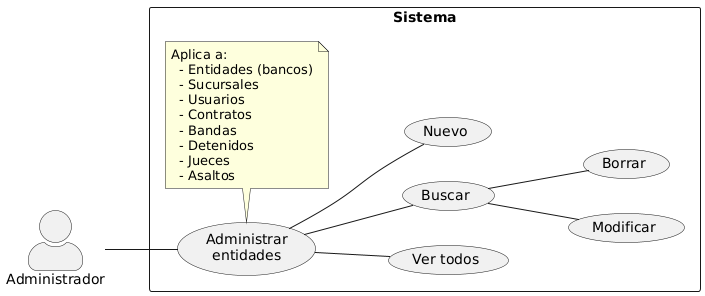 Sistema
Aplica a:
- Entidades (bancos)
- Sucursales
- Usuarios
- Contratos
- Bandas
- Detenidos
- Jueces
- Asaltos
Nuevo
Borrar
Buscar
Modificar
Administrar
entidades
Ver todos
Administrador